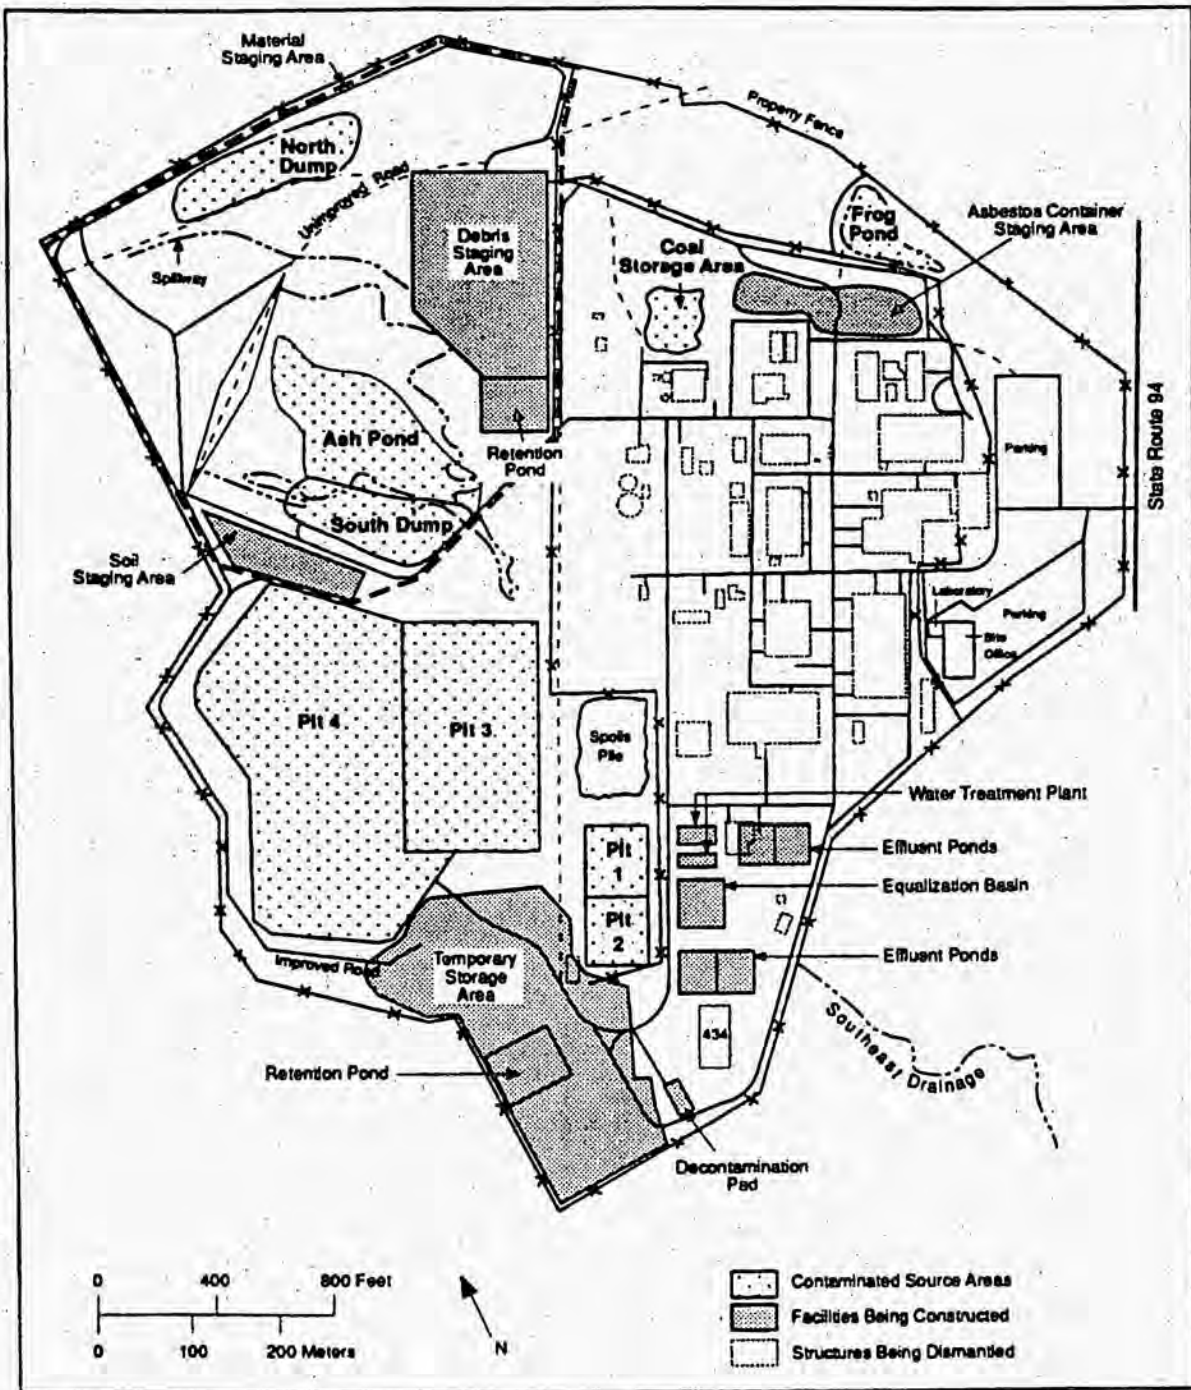 Material
Staging Area
North
Dump
Property Fence
Unimproved Road
Debris
Staging
Area
Frog
Pond
Asbestos Container
Staging Area
Coal
Storage Area
Spillway
State Route 94
Ash Pond
Retention
Pond
Parking
South Dump
Soil
Staging Area
Laboratory
Parking
Site
Office
Pit 4
Pit 3
Spoils
Pile
Water Treatment Plant
Pit
1
Effluent Ponds
Equalization Basin
Pit
2
Effluent Ponds
Improved Road
Temporary
Storage
Area
434
Southeast Drainage
Retention Pond
Decontamination
Pad
0 400 800 Feet
0 100 200 Meters
N
Contaminated Source Areas
Facilities Being Constructed
Structures Being Dismantled